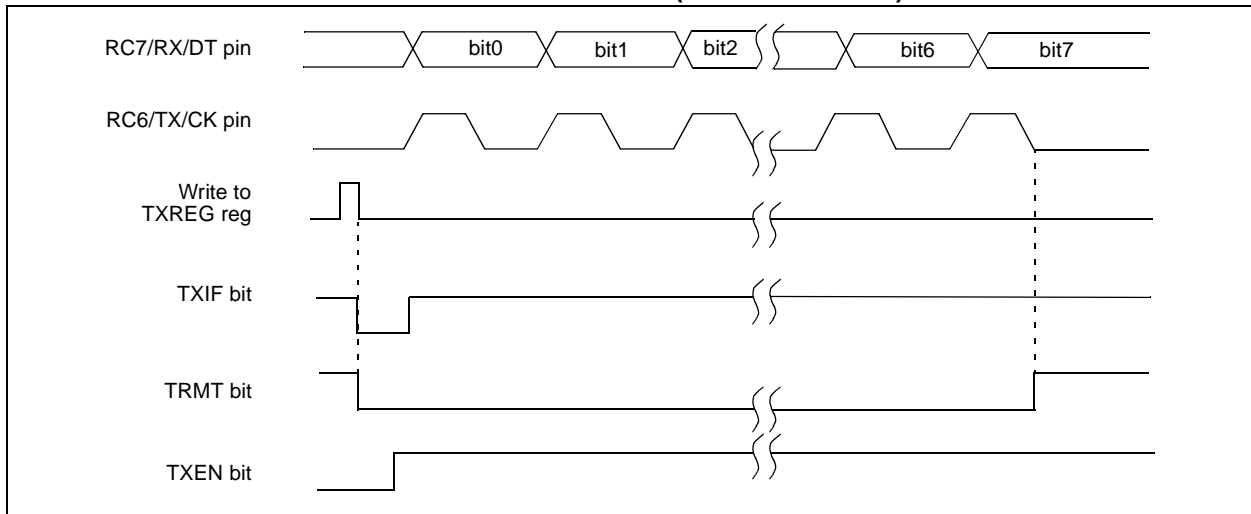 RC7/RX/DT pin
bit0 bit1 bit2 bit6 bit7
RC6/TX/CK pin
Write to
TXREG reg
TXIF bit
TRMT bit
TXEN bit